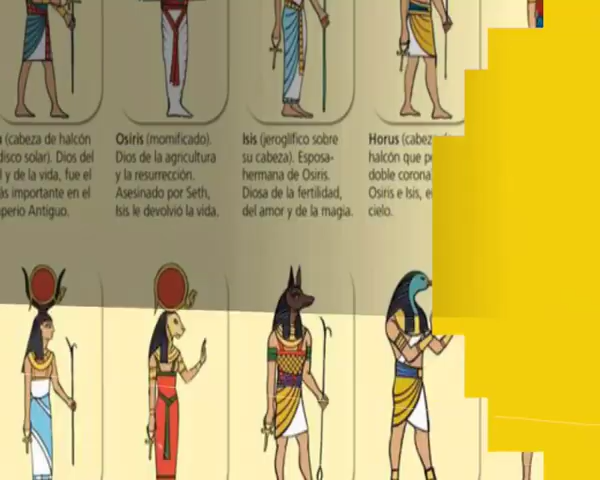 (cabeza de halcón
disco solar). Dios del
y de la vida, fue el
más importante en el
Imperio Antiguo.
Osiris (momificado).
Dios de la agricultura
y la resurrección.
Asesinado por Seth,
Isis le devolvió la vida.
Isis (jeroglífico sobre
su cabeza). Esposa-
hermana de Osiris.
Diosa de la fertilidad,
del amor y de la magia.
Horus
halcón que
doble corona
Osiris e Isis,
cielo.